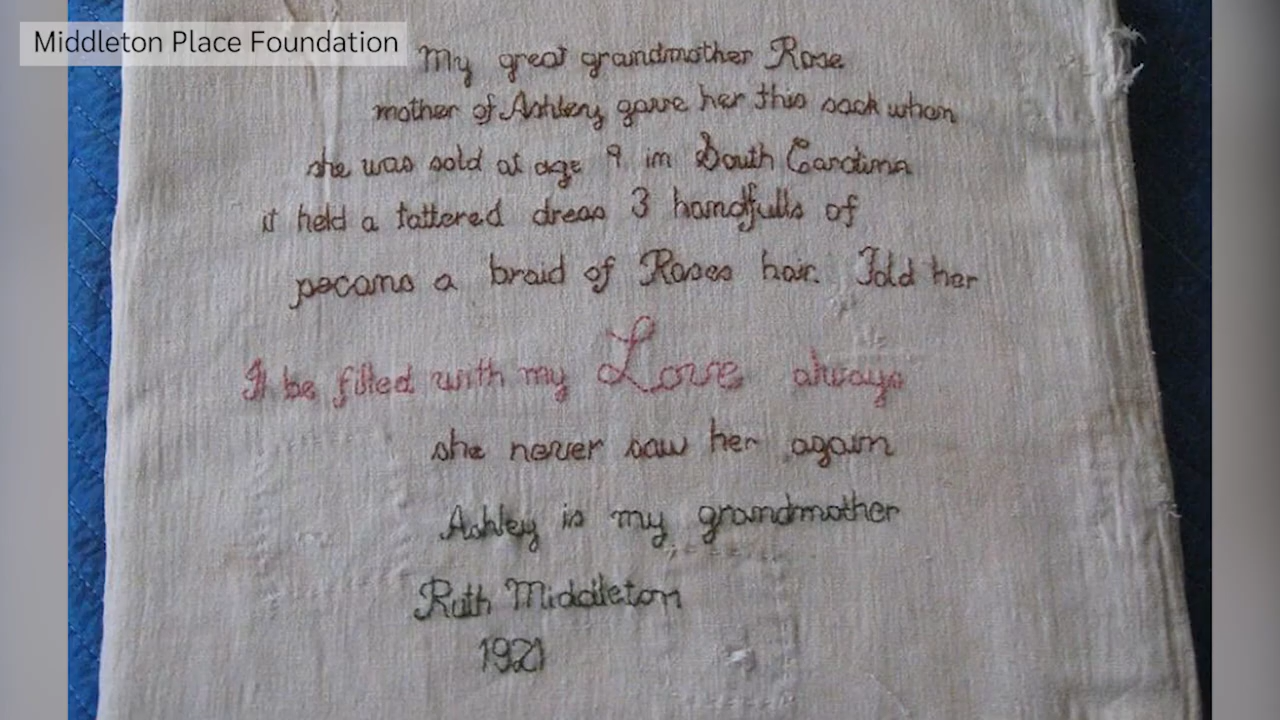 Middleton Place Foundation
My great grandmother Rose
mother of Ashley gave her this sack when
she was sold at age 9 in South Carolina
it held a tattered dress 3 handfulls of
pecans a braid of Roses hair. Told her
It be filled with my Love always
she never saw her again
Ashley is my grandmother
Ruth Middleton
1921